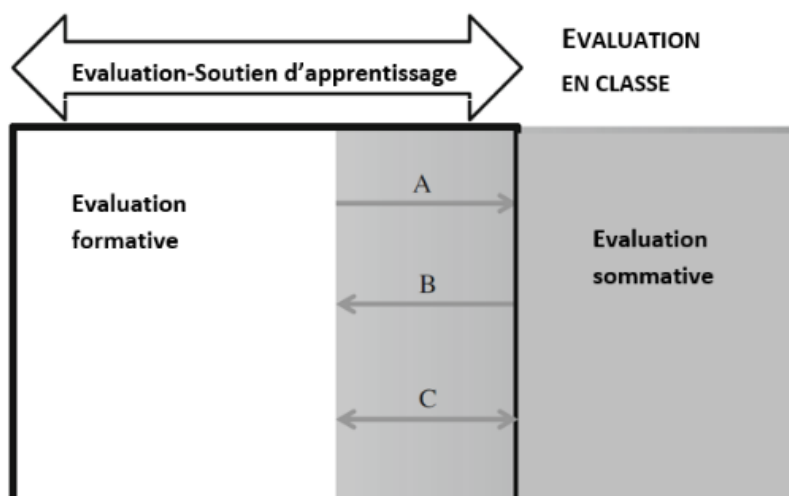 Evaluation-Soutien d'apprentissage
EVALUATION
EN CLASSE
Evaluation
formative
A
B
C
Evaluation
sommative